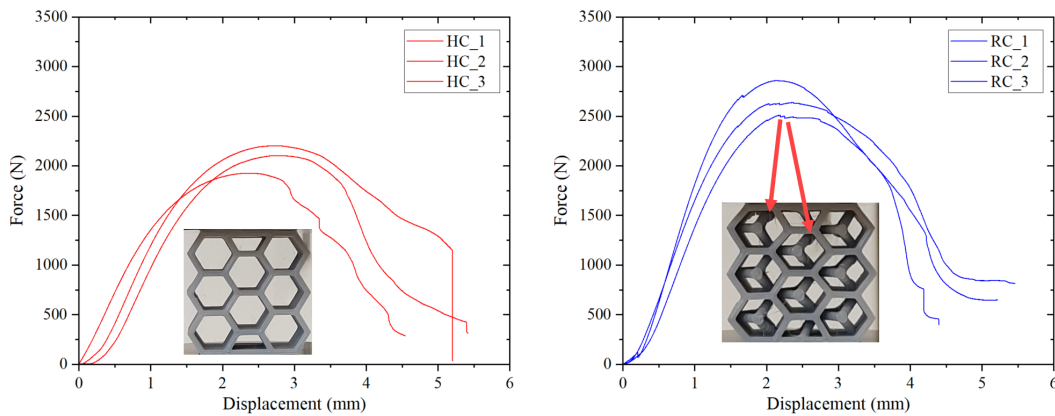 3500
3000
2500
2000
1500
1000
500
0
Force (N)
0 1 2 3 4 5 6
Displacement (mm)
HC_1
HC_2
HC_3
3500
3000
2500
2000
1500
1000
500
0
Force (N)
0 1 2 3 4 5 6
Displacement (mm)
RC_1
RC_2
RC_3